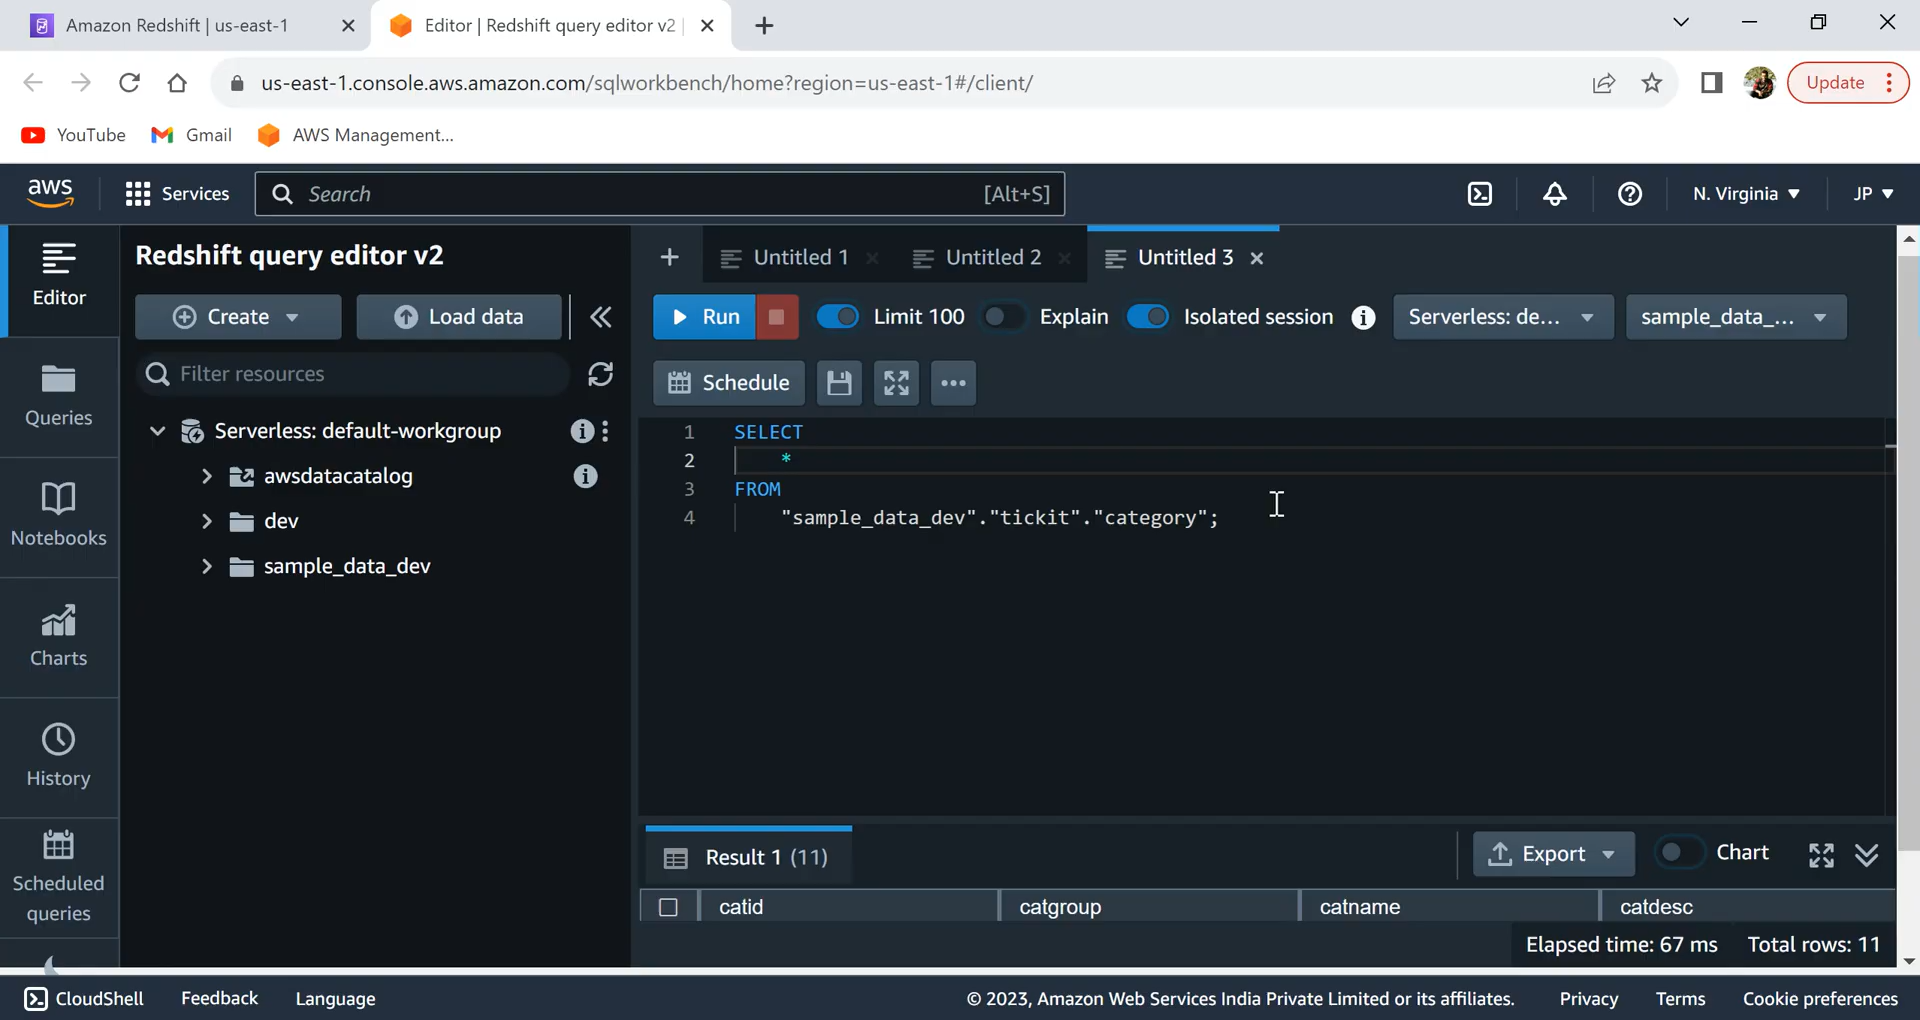 Amazon Redshift | us-east-1
Editor | Redshift query editor v2 |
us-east-1.console.aws.amazon.com/sqlworkbench/home?region=us-east-1#/client/
Update
YouTube
Gmail
AWS Management...
aws
Services
Search
[Alt+S]
N. Virginia
JP
Editor
Queries
Notebooks
Charts
History
Scheduled
queries
Redshift query editor v2
Create
Load data
Filter resources
Serverless: default-workgroup
awsdatacatalog
dev
sample_data_dev
Untitled 1
Untitled 2
Untitled 3
Run
Limit 100
Explain
Isolated session
Serverless: de...
sample_data_...
Schedule
1 SELECT
2 *
3 FROM
4 "sample_data_dev"."tickit"."category";
Result 1 (11)
Export
Chart
catid
catgroup
catname
catdesc
Elapsed time: 67 ms
Total rows: 11
CloudShell
Feedback
Language
© 2023, Amazon Web Services India Private Limited or its affiliates.
Privacy
Terms
Cookie preferences